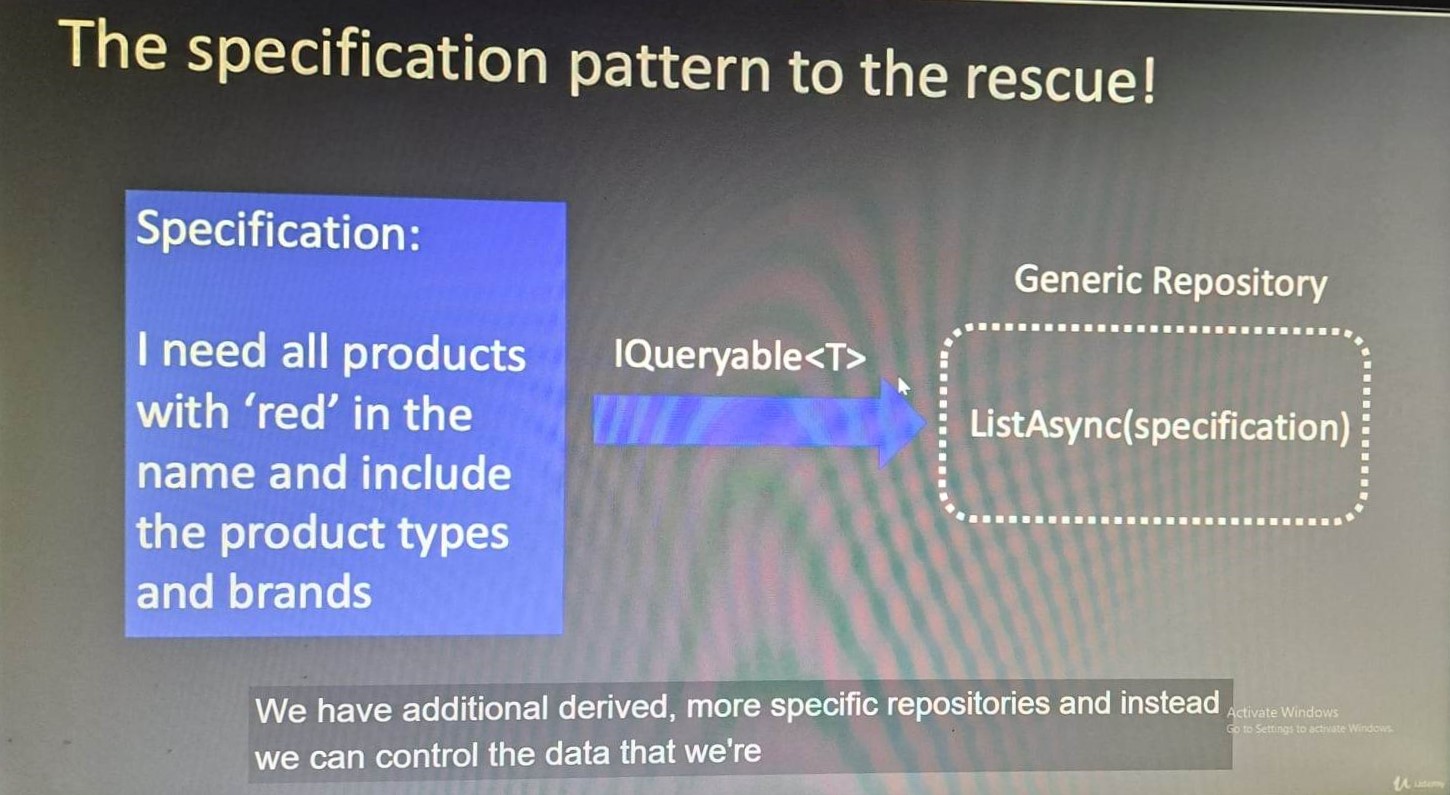 The specification pattern to the rescue!
Specification:
I need all products
with ‘red’ in the
name and include
the product types
and brands
IQueryable<T>
Generic Repository
ListAsync(specification)
We have additional derived, more specific repositories and instead
we can control the data that we're
Activate Windows
Go to Settings to activate Windows.
udemy